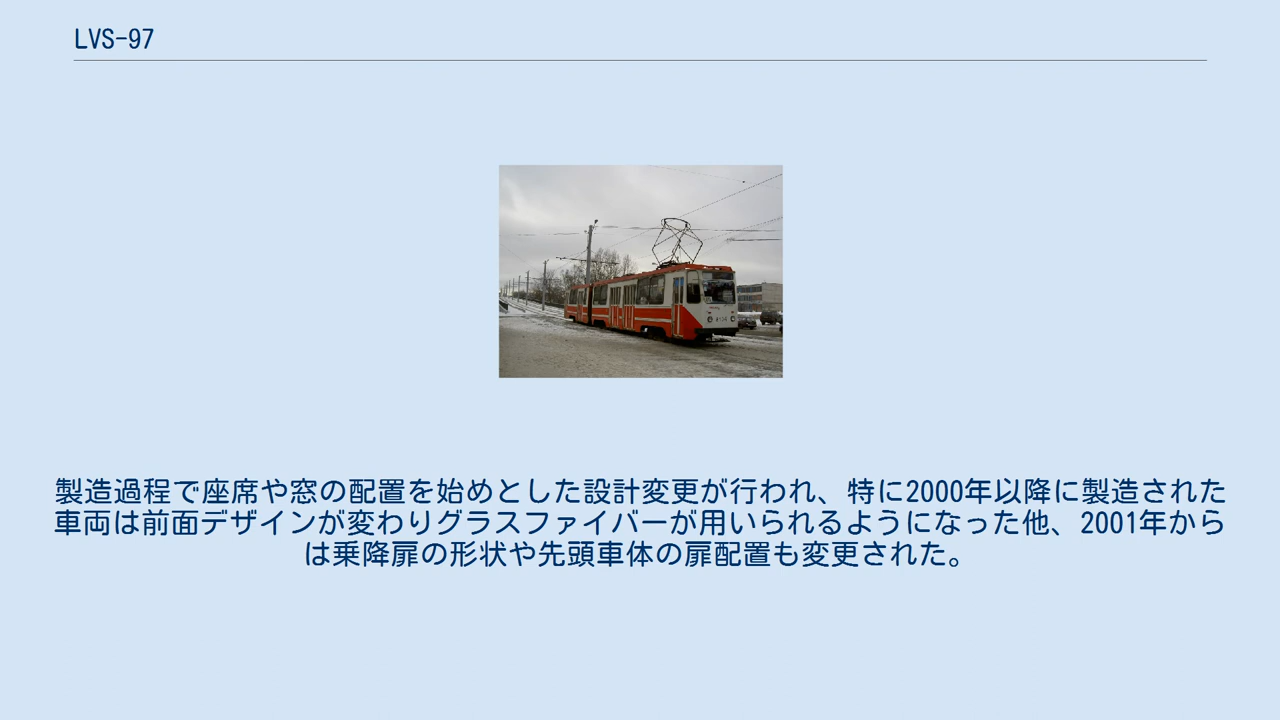 LVS-97
製造過程で座席や窓の配置を始めとした設計変更が行われ、特に2000年以降に製造された
車両は前面デザインが変わりグラスファイバーが用いられるようになった他、2001年から
は乗降扉の形状や先頭車体の扉配置も変更された。